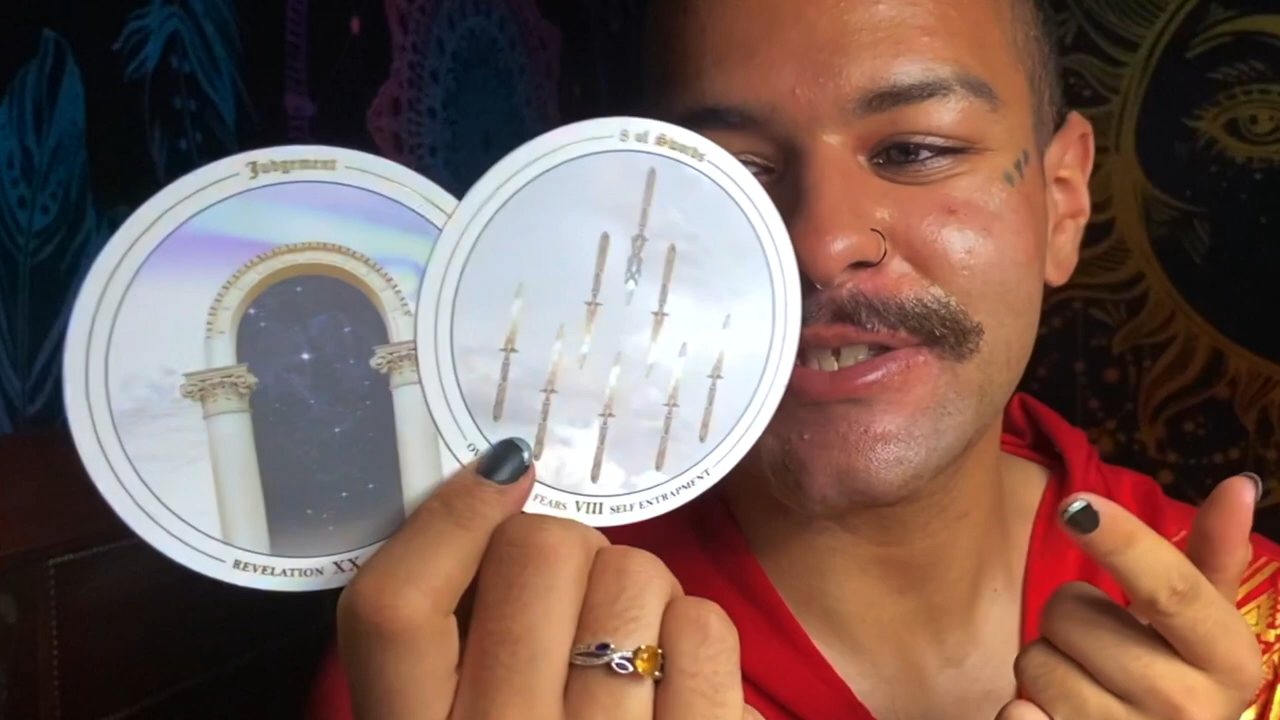 Judgement
REVELATION XX
8 of Swords
FEARS VIII SELF ENTRAPMENT